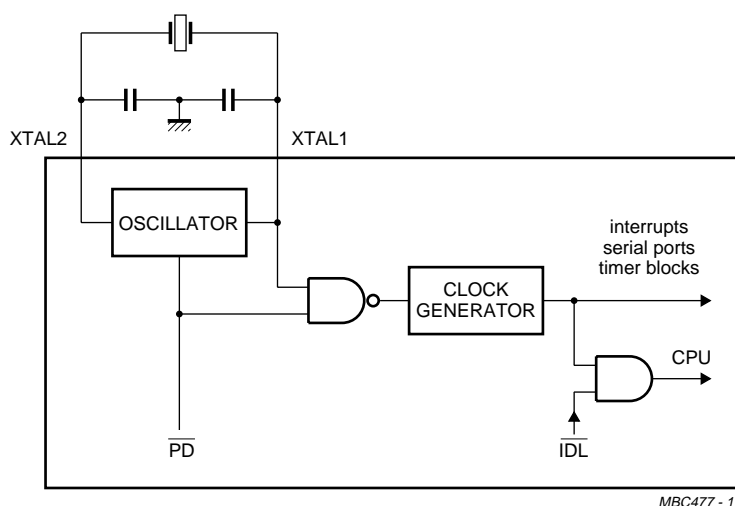 XTAL2
XTAL1
OSCILLATOR
interrupts
serial ports
timer blocks
CLOCK
GENERATOR
CPU
PD
IDL
MBC477 - 1